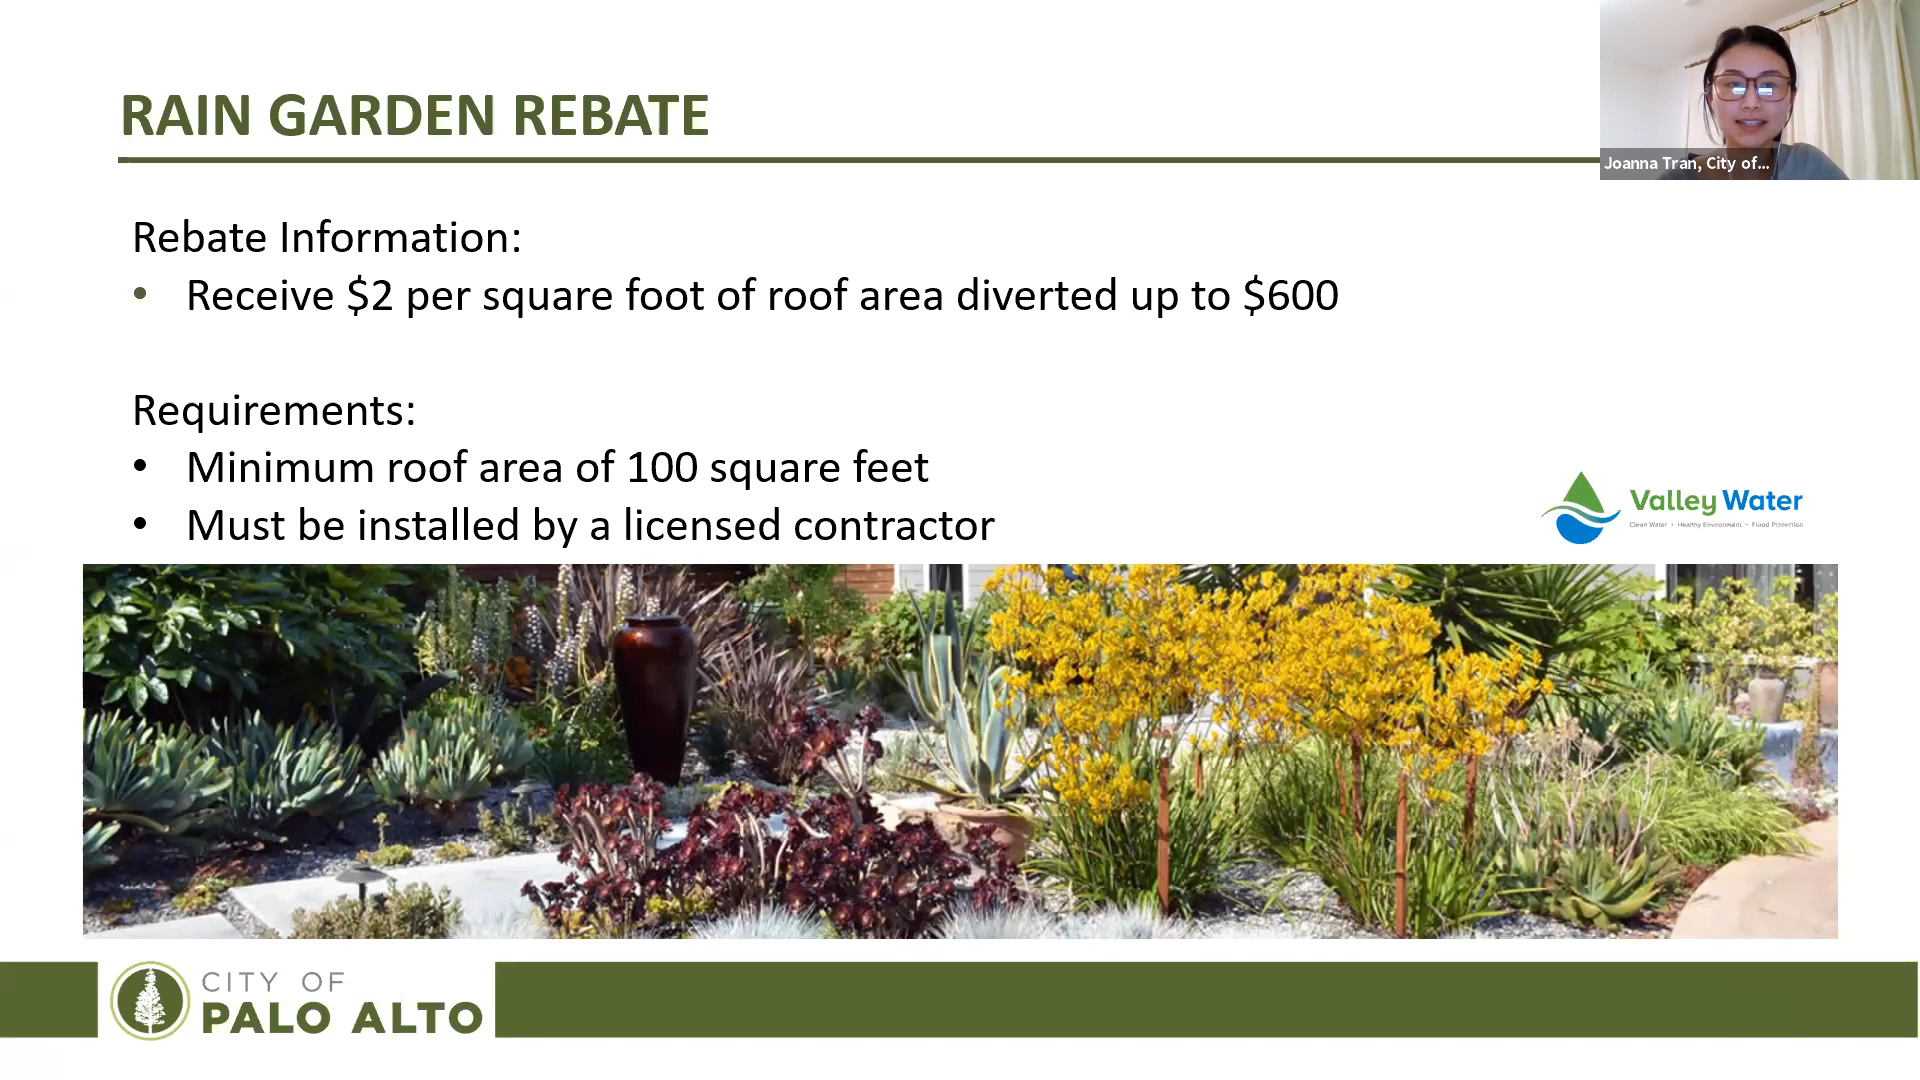 RAIN GARDEN REBATE
Joanna Tran, City of...
Rebate Information:
• Receive $2 per square foot of roof area diverted up to $600
Requirements:
• Minimum roof area of 100 square feet
• Must be installed by a licensed contractor
Valley Water
Clean Water • Healthy Environment • Flood Protection
CITY OF
PALO ALTO